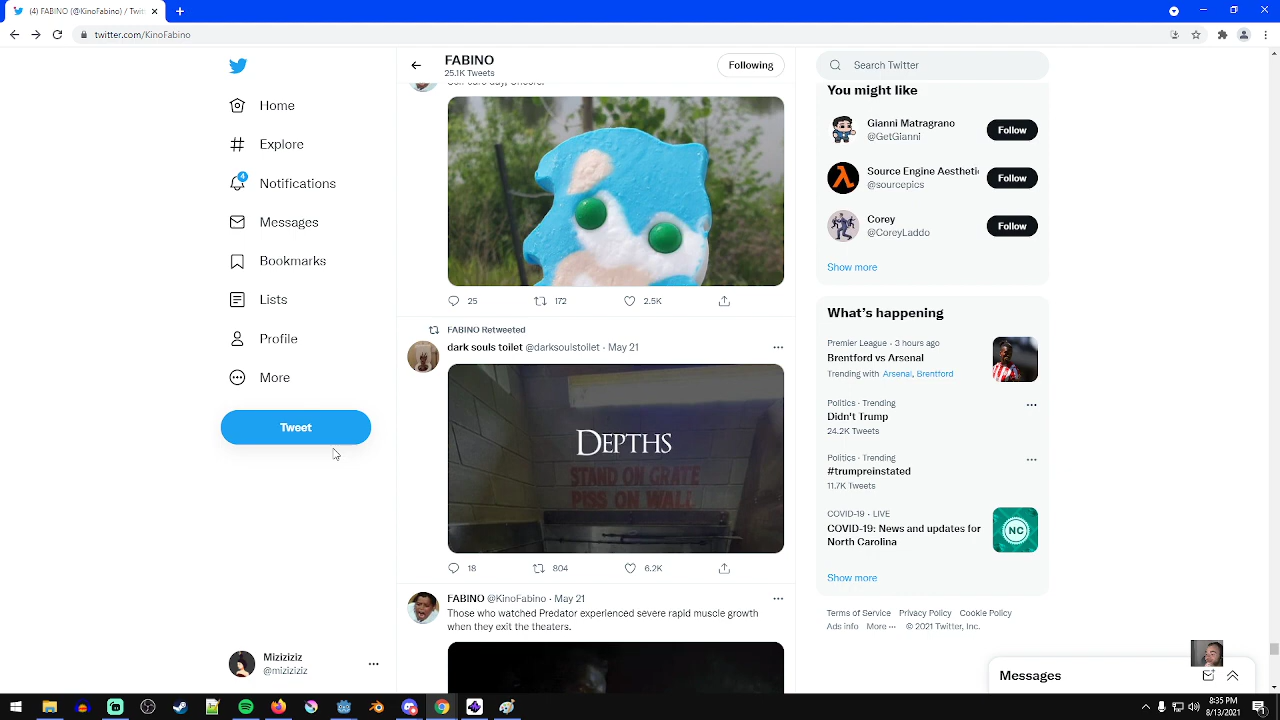 (4) FABINO (@KinoFabino) / Twit
twitter.com/KinoFabino
FABINO
25.1K Tweets
Following
Search Twitter
Home
Explore
4
Notifications
Messages
Bookmarks
Lists
Profile
More
Tweet
Miziziziz
@miziziziz
25
172
2.5K
FABINO Retweeted
dark souls toilet @darksoulstoilet · May 21
DEPTHS
STAND ON GRATE
PISS ON WALL
18
804
6.2K
FABINO @KinoFabino · May 21
Those who watched Predator experienced severe rapid muscle growth
when they exit the theaters.
You might like
Gianni Matragrano
@GetGianni
Follow
Source Engine Aestheti
@sourcepics
Follow
Corey
@CoreyLaddo
Follow
Show more
What's happening
Premier League · 3 hours ago
Brentford vs Arsenal
Trending with Arsenal, Brentford
Politics · Trending
Didn't Trump
24.2K Tweets
Politics · Trending
#trumpreinstated
11.7K Tweets
COVID-19 · LIVE
COVID-19: News and updates for
North Carolina
NC
Show more
Terms of Service Privacy Policy Cookie Policy
Ads info More ··· © 2021 Twitter, Inc.
Messages
8:35 PM
8/13/2021